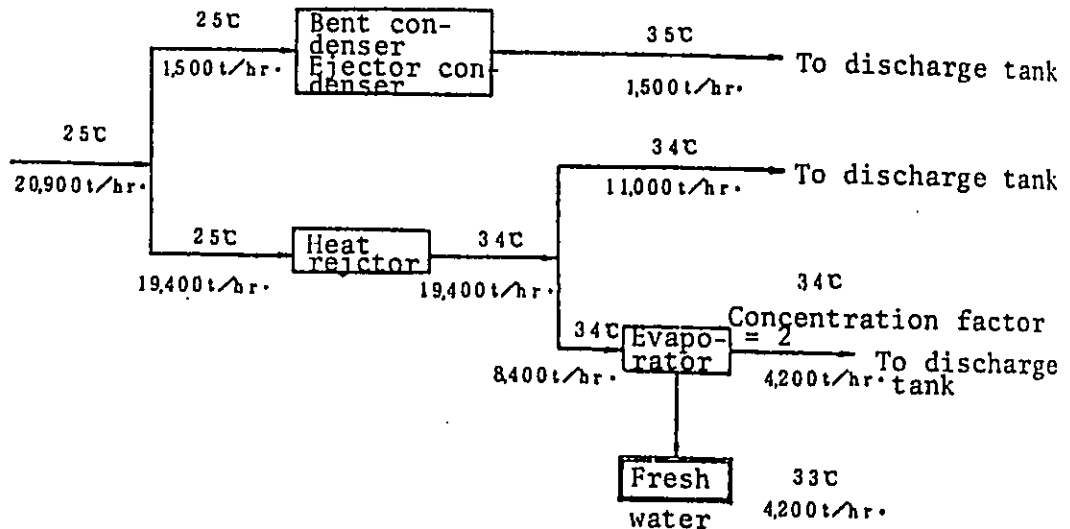 25℃
Bent con-
denser
Ejector con-
denser
1,500t/hr.
35℃
1,500t/hr.
To discharge tank
25℃
20,900t/hr.
34℃
11,000t/hr.
To discharge tank
25℃
19,400t/hr.
Heat
rejctor
34℃
19,400t/hr.
34℃
8,400t/hr.
Evapo-
rator
34℃
Concentration factor
= 2
4,200t/hr.
To discharge
tank
Fresh
water
33℃
4,200t/hr.